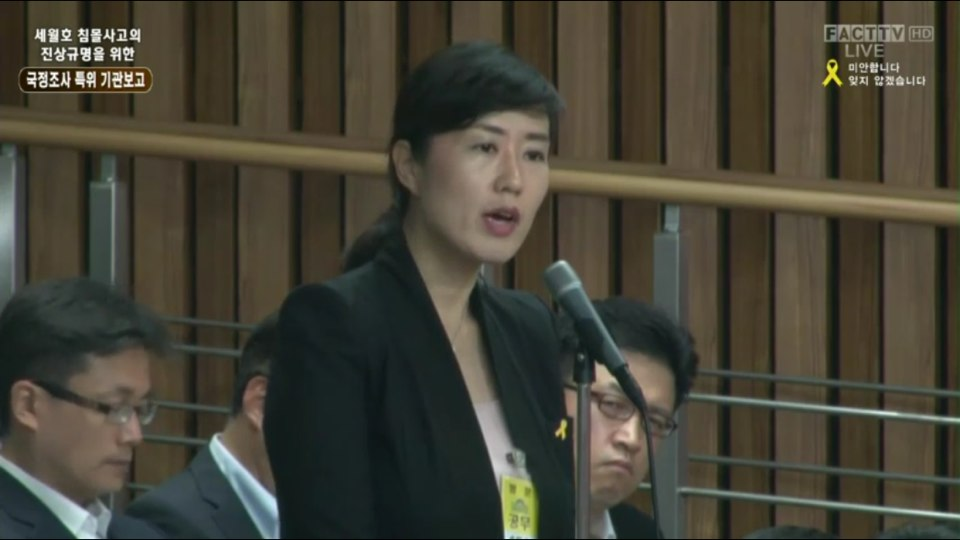 세월호 침몰사고의
진상규명을 위한
국정조사 특위 기관보고
FACTTV HD
LIVE
미안합니다
잊지 않겠습니다
공무